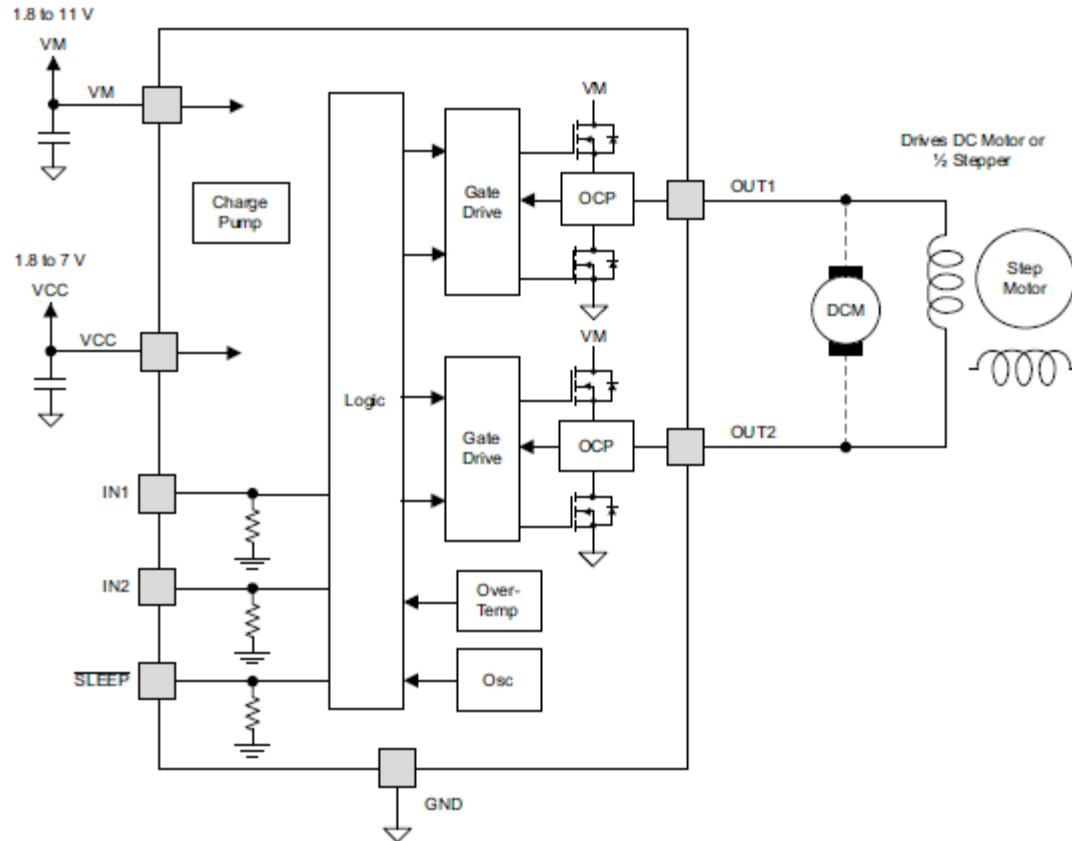 1.8 to 11 V
VM
VM
Charge
Pump
1.8 to 7 V
VCC
VCC
IN1
IN2
SLEEP
Logic
Gate
Drive
VM
OCP
OUT1
Gate
Drive
VM
OCP
OUT2
Over-
Temp
Osc
GND
Drives DC Motor or
½ Stepper
DCM
Step
Motor